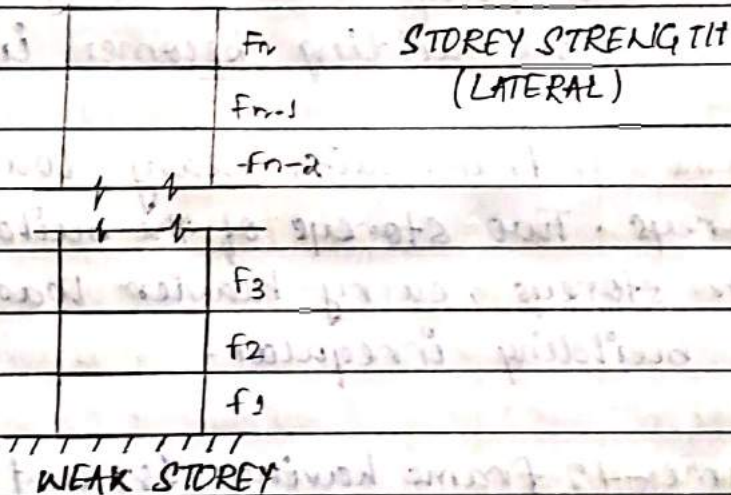 Fn STOREY STRENGTH
(LATERAL)
Fn-1
Fn-2
F3
F2
F1
WEAK STOREY